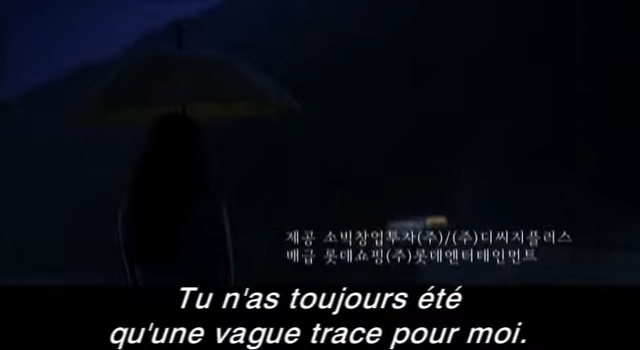 제공 소빅창업투자(주)/(주)디씨지플러스
배급 롯데쇼핑(주)롯데엔터테인먼트
Tu n'as toujours été
qu'une vague trace pour moi.